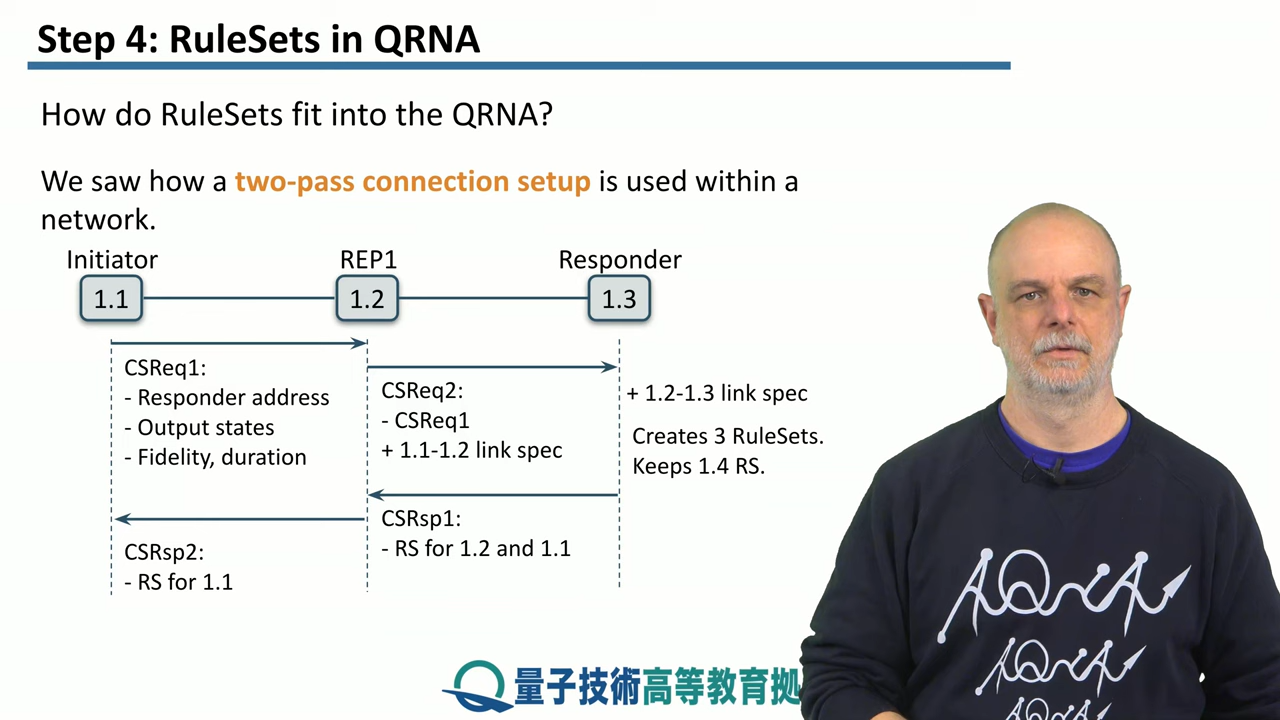 Step 4: RuleSets in QRNA
How do RuleSets fit into the QRNA?
We saw how a two-pass connection setup is used within a
network.
Initiator
REP1
Responder
1.1
1.2
1.3
CSReq1:
- Responder address
- Output states
- Fidelity, duration
CSReq2:
- CSReq1
+ 1.1-1.2 link spec
+ 1.2-1.3 link spec
Creates 3 RuleSets.
Keeps 1.4 RS.
CSRsp1:
- RS for 1.2 and 1.1
CSRsp2:
- RS for 1.1
量子技術高等教育拠